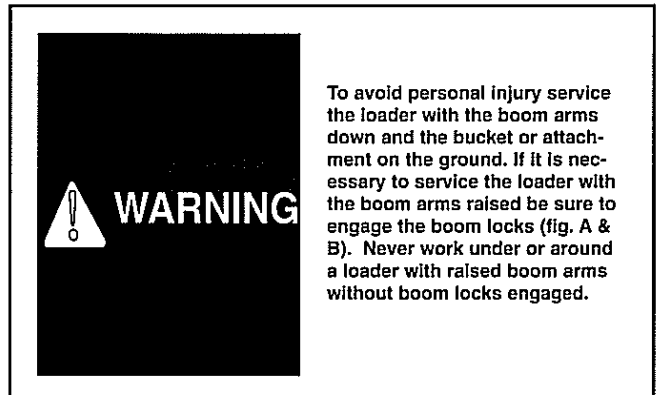 WARNING
To avoid personal injury service
the loader with the boom arms
down and the bucket or attach-
ment on the ground. If it is nec-
essary to service the loader with
the boom arms raised be sure to
engage the boom locks (fig. A &
B).  Never work under or around
a loader with raised boom arms
without boom locks engaged.